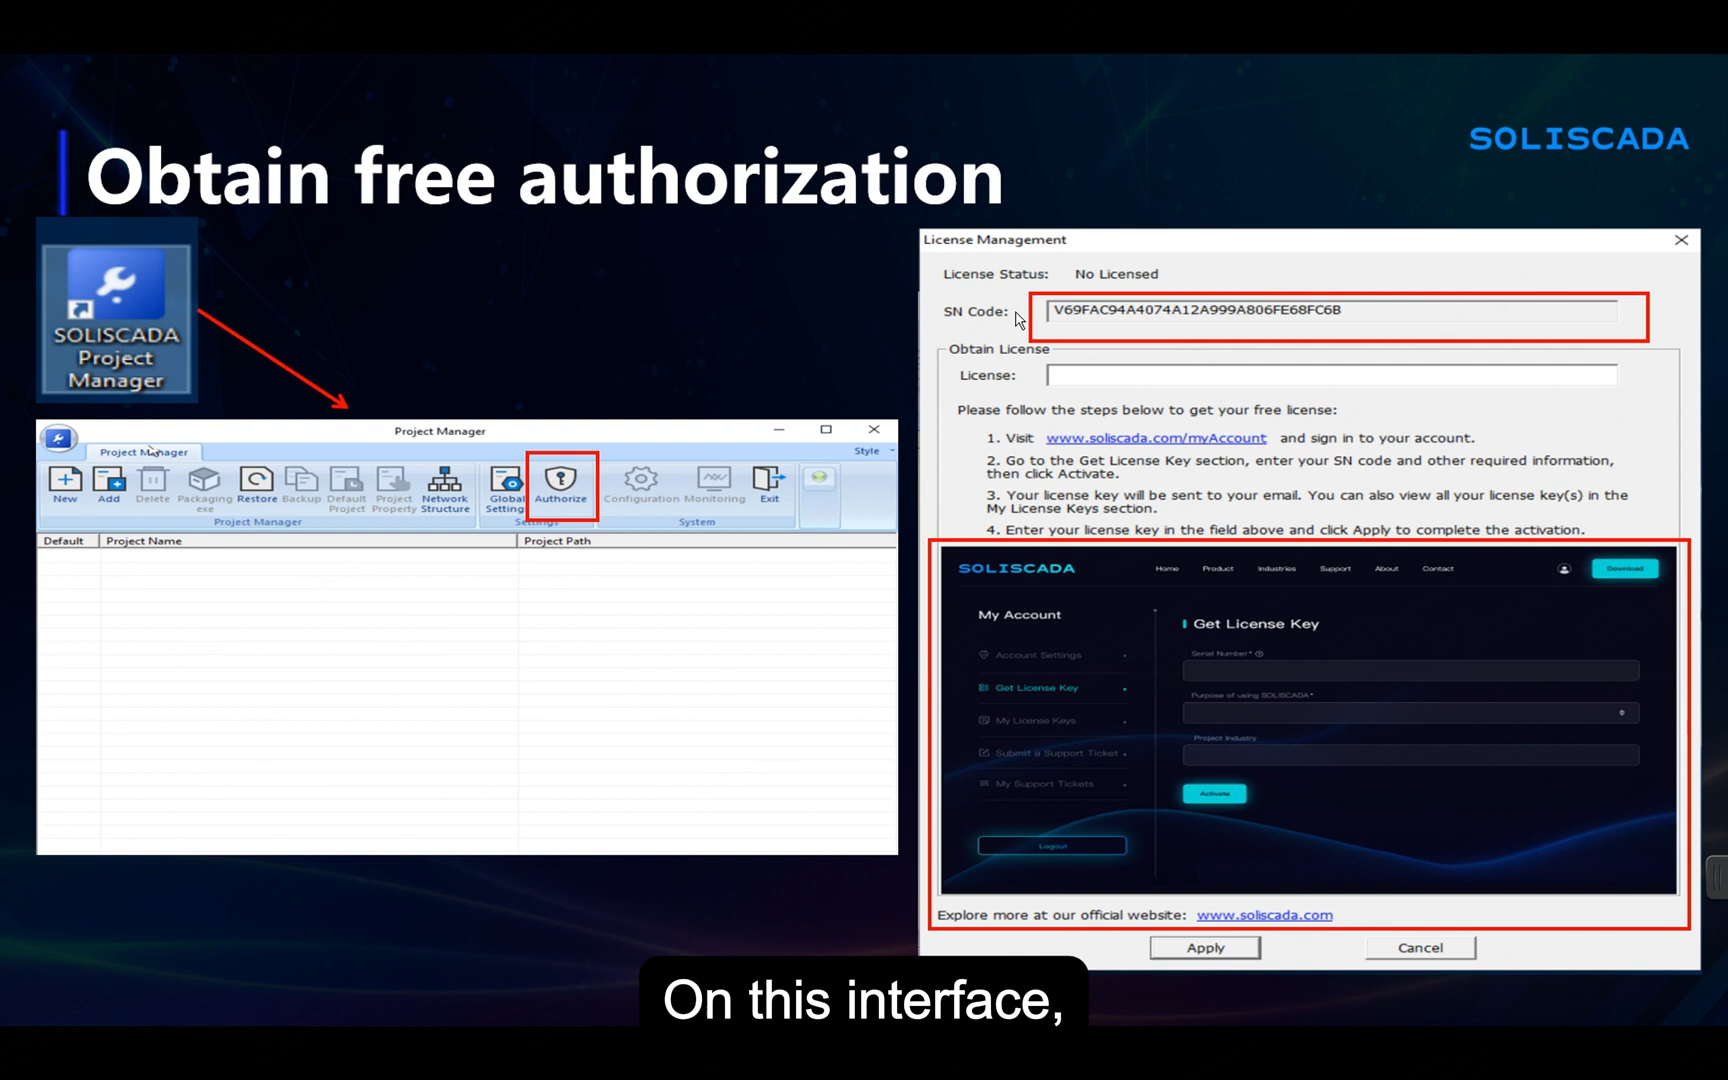 SOLISCADA
Obtain free authorization
SOLISCADA
Project
Manager
Project Manager
Project Manager
Style
New
Add
Delete
Packaging
exe
Restore
Backup
Default
Project
Project
Property
Network
Structure
Global
Setting
Authorize
Configuration
Monitoring
Exit
Project Manager
Settings
System
Default
Project Name
Project Path
License Management
License Status: No Licensed
SN Code: V69FAC94A4074A12A999A806FE68FC6B
Obtain License
License:
Please follow the steps below to get your free license:
1. Visit www.soliscada.com/myAccount and sign in to your account.
2. Go to the Get License Key section, enter your SN code and other required information,
then click Activate.
3. Your license key will be sent to your email. You can also view all your license key(s) in the
My License Keys section.
4. Enter your license key in the field above and click Apply to complete the activation.
SOLISCADA
Home Product Industries Support About Contact
Download
My Account
Account Settings
Get License Key
My License Keys
Submit a Support Ticket
My Support Tickets
Logout
Get License Key
Serial Number*
Purpose of using SOLISCADA*
Project Industry
Activate
Explore more at our official website: www.soliscada.com
Apply
Cancel
On this interface,